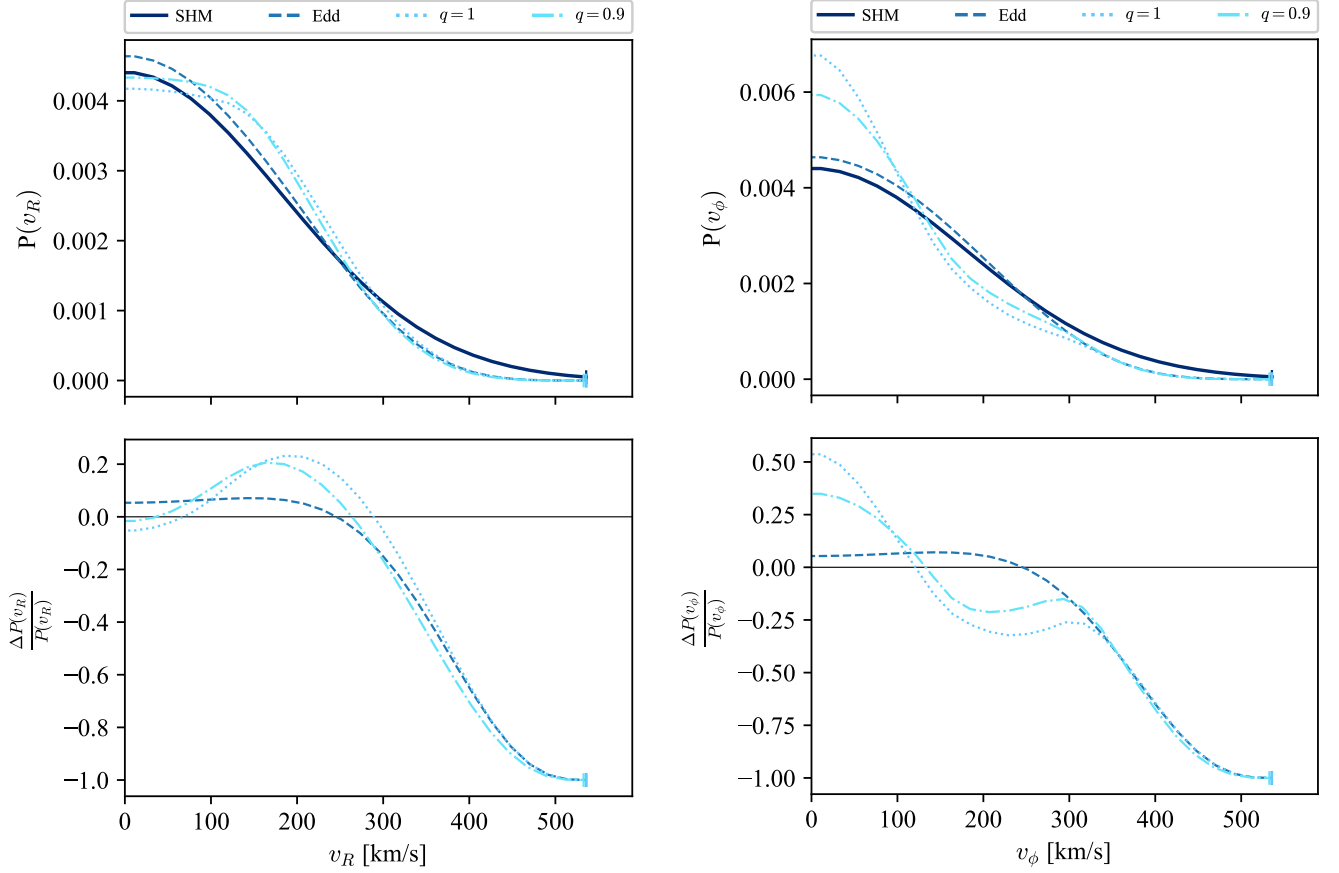 SHM Edd q = 1 q = 0.9
SHM Edd q = 1 q = 0.9
P(v_R)
0.004
0.003
0.002
0.001
0.000
P(v_ϕ)
0.006
0.004
0.002
0.000
ΔP(v_R)
P(v_R)
0.2
0.0
−0.2
−0.4
−0.6
−0.8
−1.0
0 100 200 300 400 500
v_R [km/s]
ΔP(v_ϕ)
P(v_ϕ)
0.50
0.25
0.00
−0.25
−0.50
−0.75
−1.00
0 100 200 300 400 500
v_ϕ [km/s]